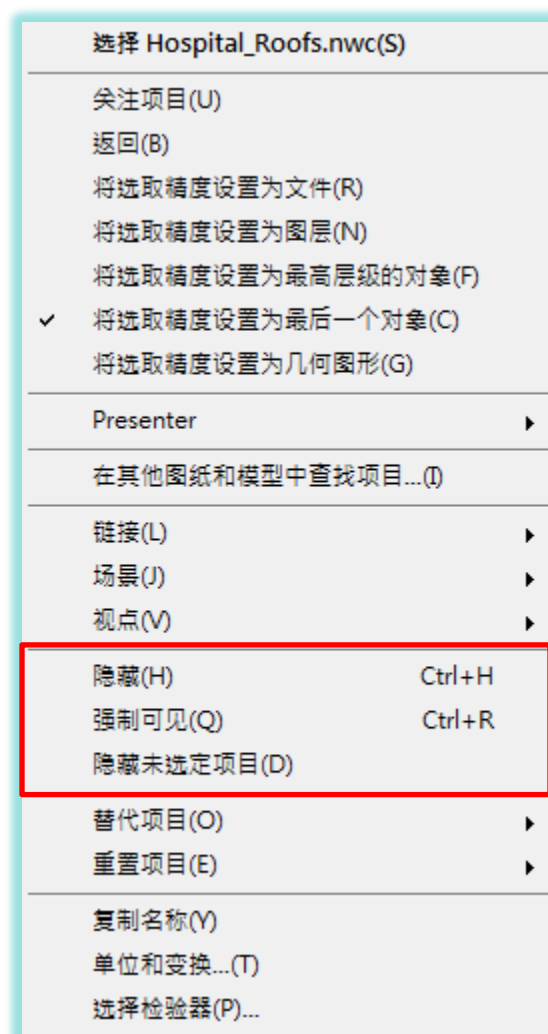 选择 Hospital_Roofs.nwc(S)
关注项目(U)
返回(B)
将选取精度设置为文件(R)
将选取精度设置为图层(N)
将选取精度设置为最高层级的对象(F)
将选取精度设置为最后一个对象(C)
将选取精度设置为几何图形(G)
Presenter
在其他图纸和模型中查找项目...(I)
链接(L)
场景(J)
视点(V)
隐藏(H) Ctrl+H
强制可见(Q) Ctrl+R
隐藏未选定项目(D)
替代项目(O)
重置项目(E)
复制名称(Y)
单位和变换...(T)
选择检验器(P)...